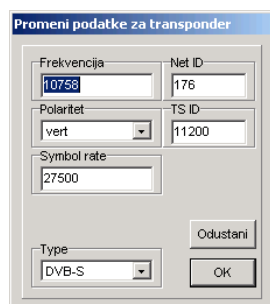 Promeni podatke za transponder
Frekvencija
Net ID
10758
176
Polaritet
TS ID
vert
11200
Symbol rate
27500
Odustani
Type
DVB-S
OK